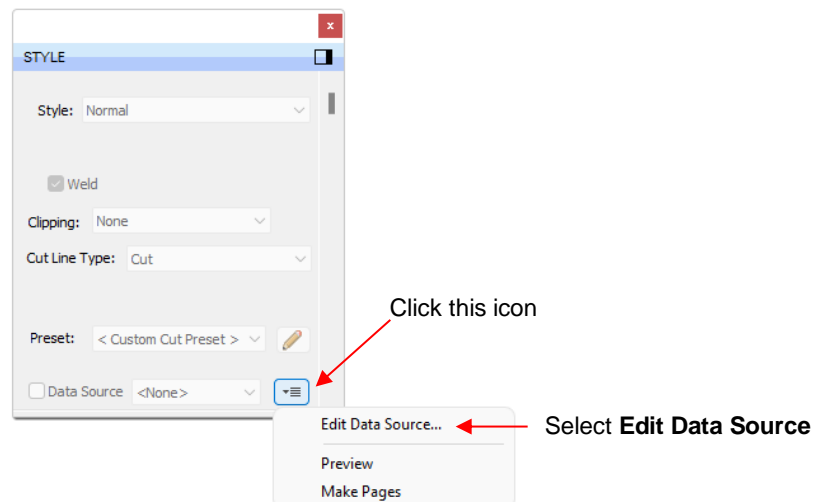 x
STYLE
Style: Normal
Weld
Clipping: None
Cut Line Type: Cut
Click this icon
Preset: < Custom Cut Preset >
Data Source <None>
Edit Data Source... Select Edit Data Source
Preview
Make Pages